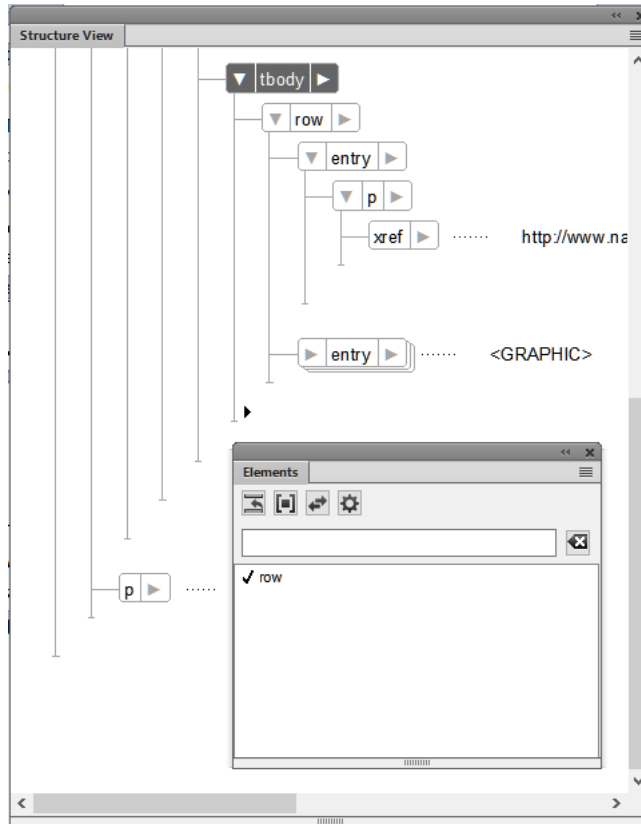 Structure View
tbody
row
entry
p
xref http://www.na
entry <GRAPHIC>
Elements
row
p